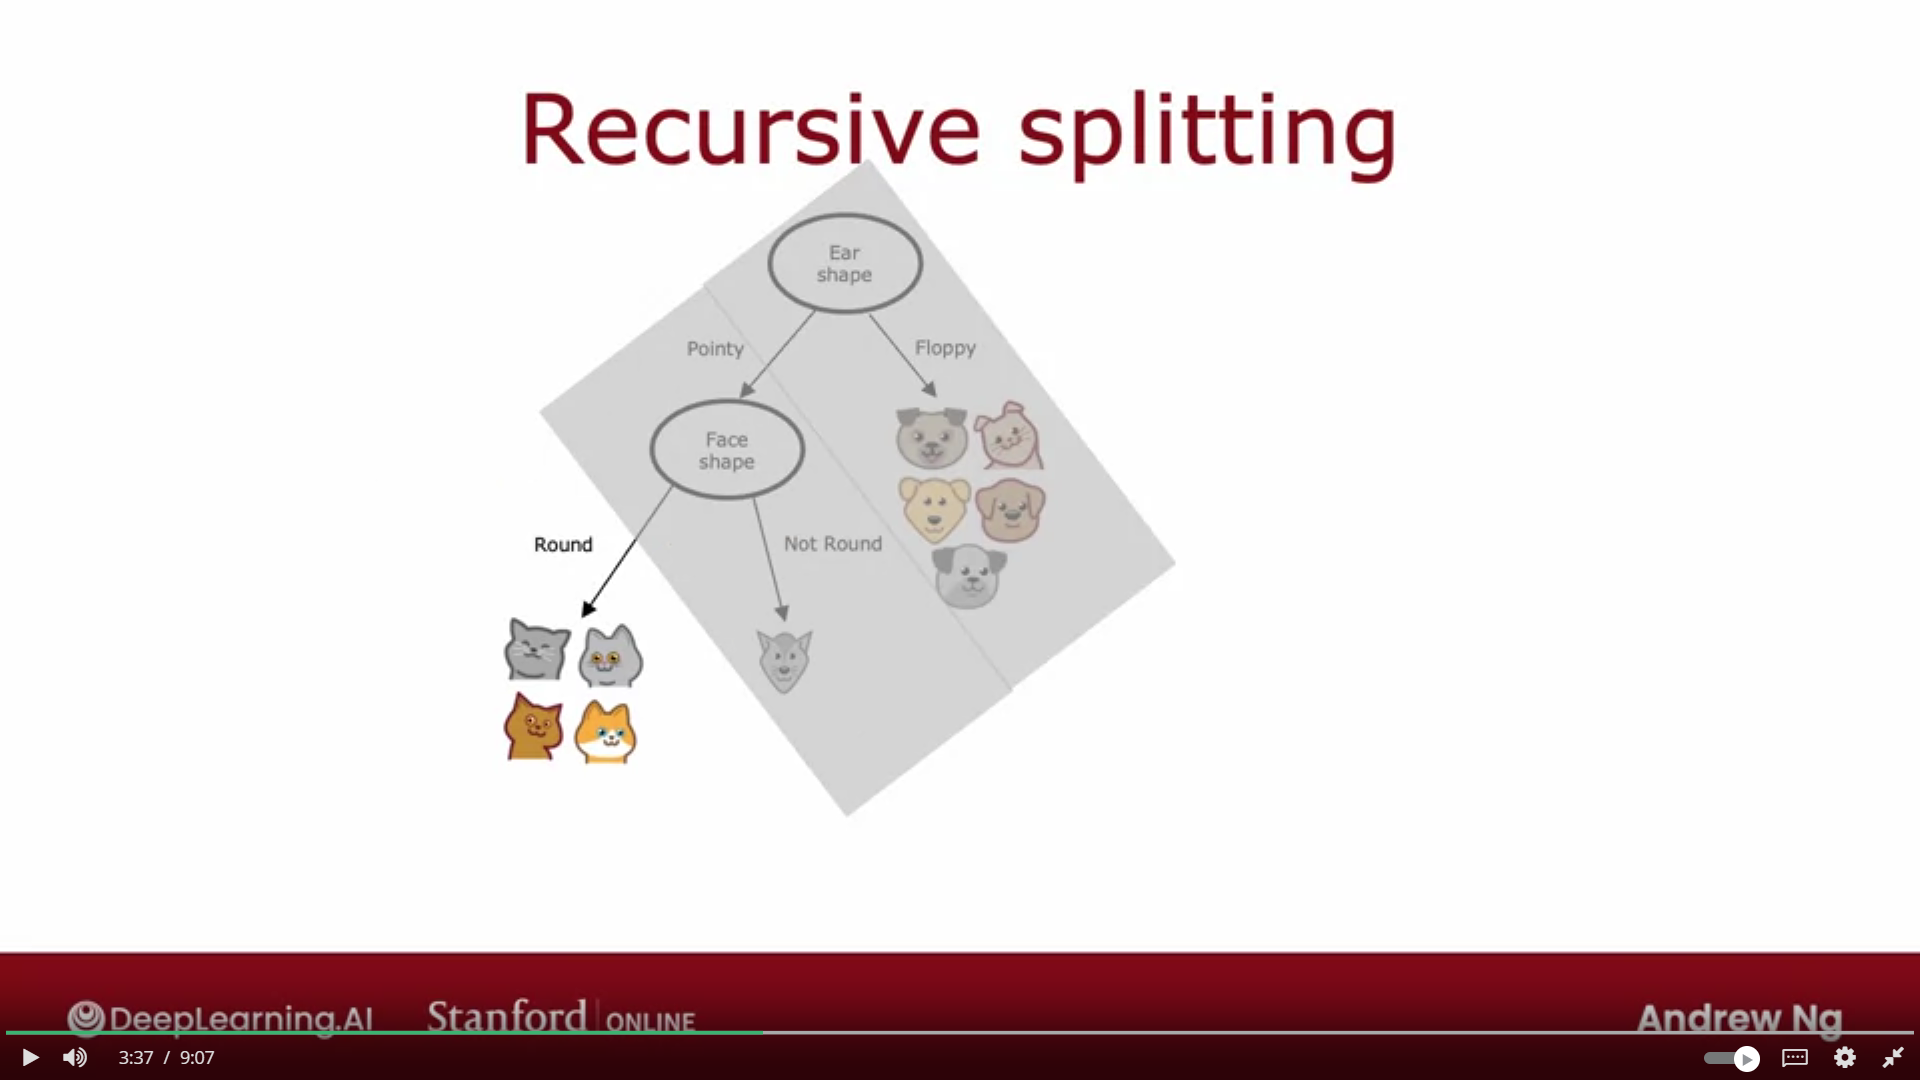 Recursive splitting
Ear
shape
Pointy
Floppy
Face
shape
Round
Not Round
DeepLearning.AI
Stanford ONLINE
Andrew Ng
3:37 / 9:07